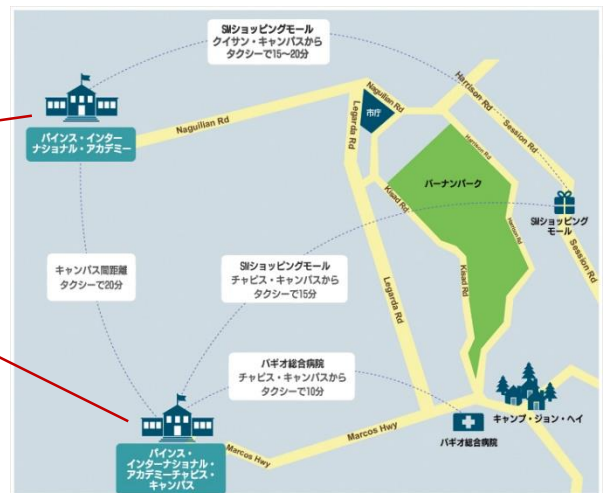 SMショッピングモール
クイサン・キャンパスから
タクシーで15～20分
パインス・インター
ナショナル・アカデミー
Naguilian Rd
Naguilian Rd
Legarda Rd
市庁
Harrison Rd
Session Rd
Harrison Rd
バーナンパーク
Kisad Rd
Harrison Rd
SMショッピング
モール
Session Rd
キャンパス間距離
タクシーで20分
SMショッピングモール
チャピス・キャンパスから
タクシーで15分
Legarda Rd
Kisad Rd
バギオ総合病院
チャピス・キャンパスから
タクシーで10分
キャンプ・ジョン・ヘイ
バギオ総合病院
Marcos Hwy
Marcos Hwy
パインス・
インターナショナル・
アカデミーチャピス・
キャンパス